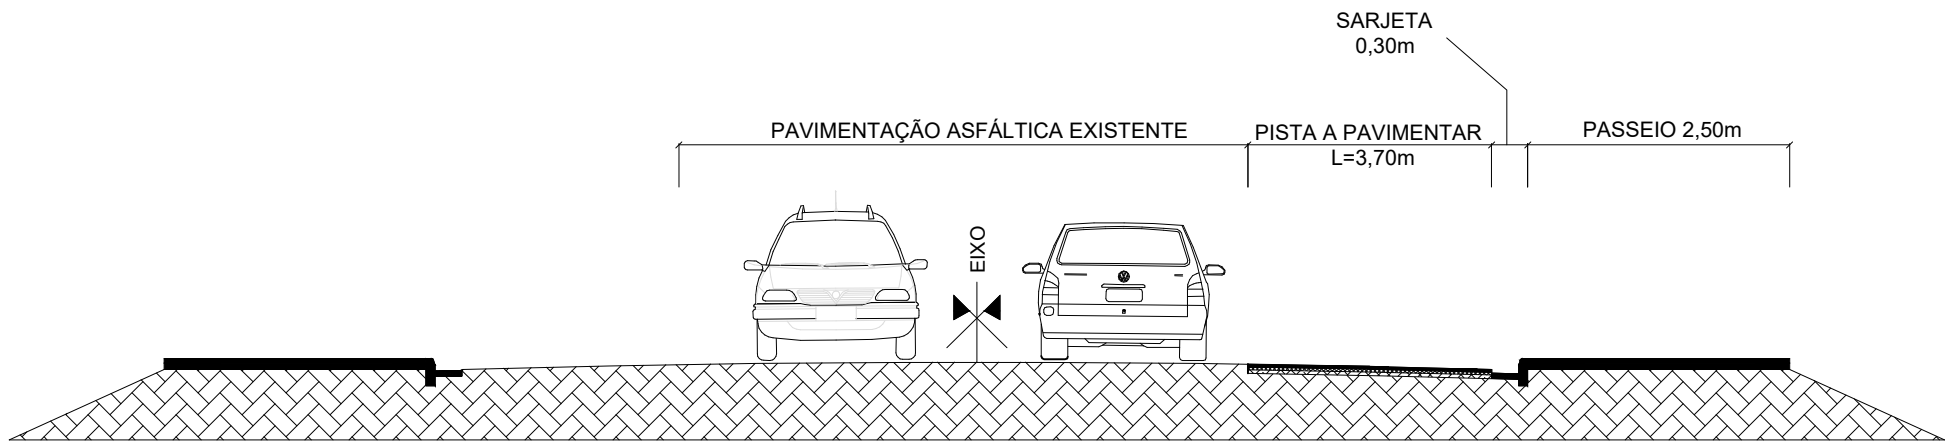 SARJETA
0,30m
PAVIMENTAÇÃO ASFÁLTICA EXISTENTE
PISTA A PAVIMENTAR
L=3,70m
PASSEIO 2,50m
EIXO